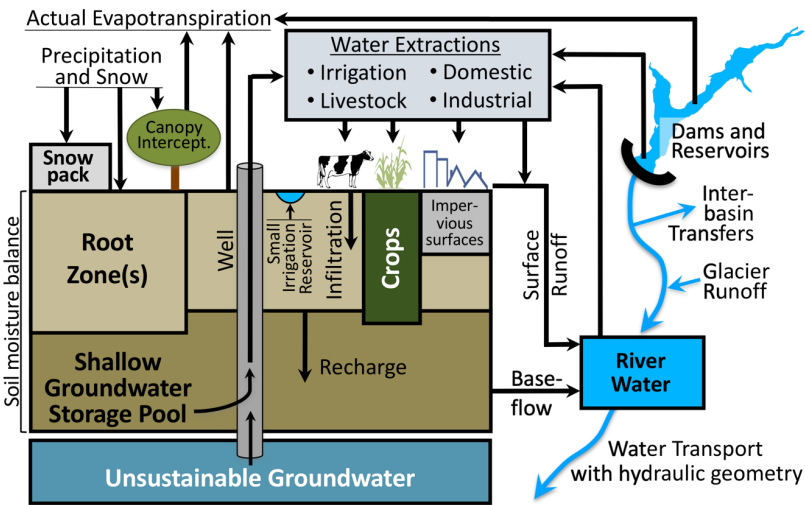 Actual Evapotranspiration
Precipitation
and Snow
Water Extractions
• Irrigation
• Domestic
• Livestock
• Industrial
Canopy
Intercept.
Snow
pack
Dams and
Reservoirs
Inter-
basin
Transfers
Glacier
Runoff
Soil moisture balance
Root
Zone(s)
Well
Small
Irrigation
Reservoir
Infiltration
Crops
Imper-
vious
surfaces
Surface
Runoff
Shallow
Groundwater
Storage Pool
Recharge
Base-
flow
River
Water
Unsustainable Groundwater
Water Transport
with hydraulic geometry